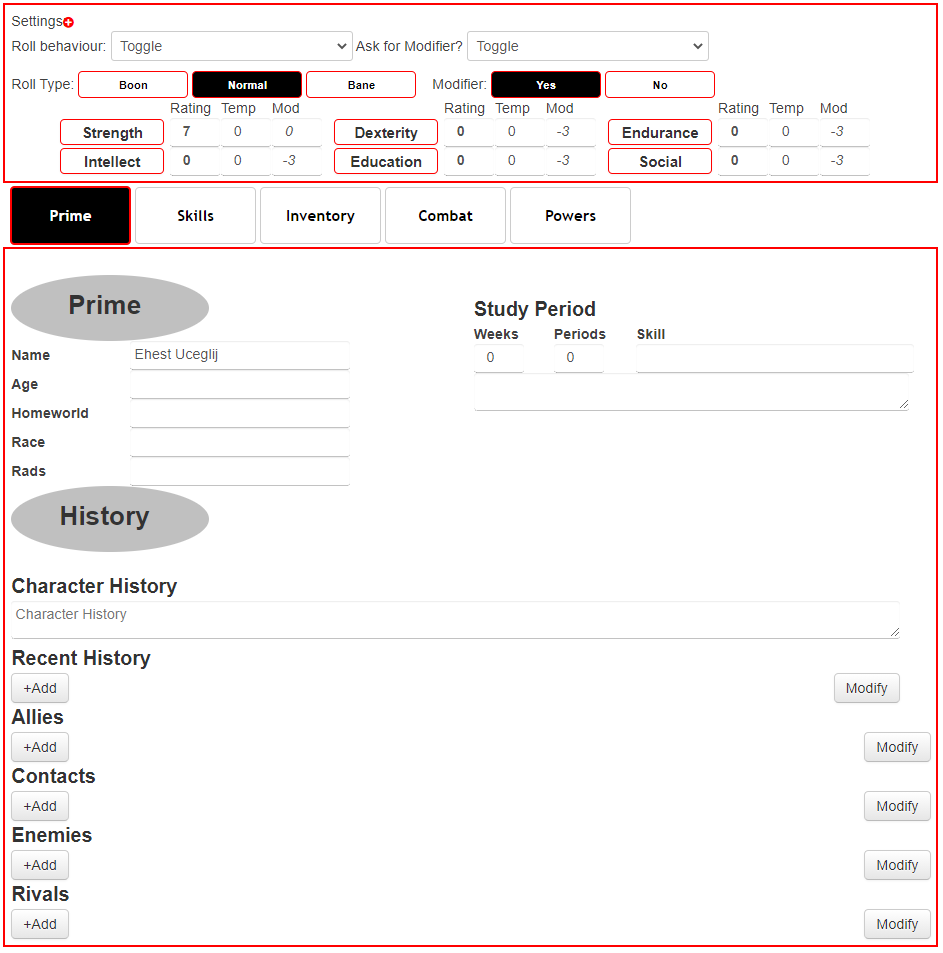 Settings
Roll behaviour: Toggle Ask for Modifier? Toggle
Roll Type: Boon Normal Bane Modifier: Yes No
Rating Temp Mod Rating Temp Mod Rating Temp Mod
Strength 7 0 0 Dexterity 0 0 -3 Endurance 0 0 -3
Intellect 0 0 -3 Education 0 0 -3 Social 0 0 -3
Prime Skills Inventory Combat Powers
Prime
Study Period
Weeks Periods Skill
Name Ehest Uceglij 0 0
Age
Homeworld
Race
Rads
History
Character History
Character History
Recent History
+Add Modify
Allies
+Add Modify
Contacts
+Add Modify
Enemies
+Add Modify
Rivals
+Add Modify